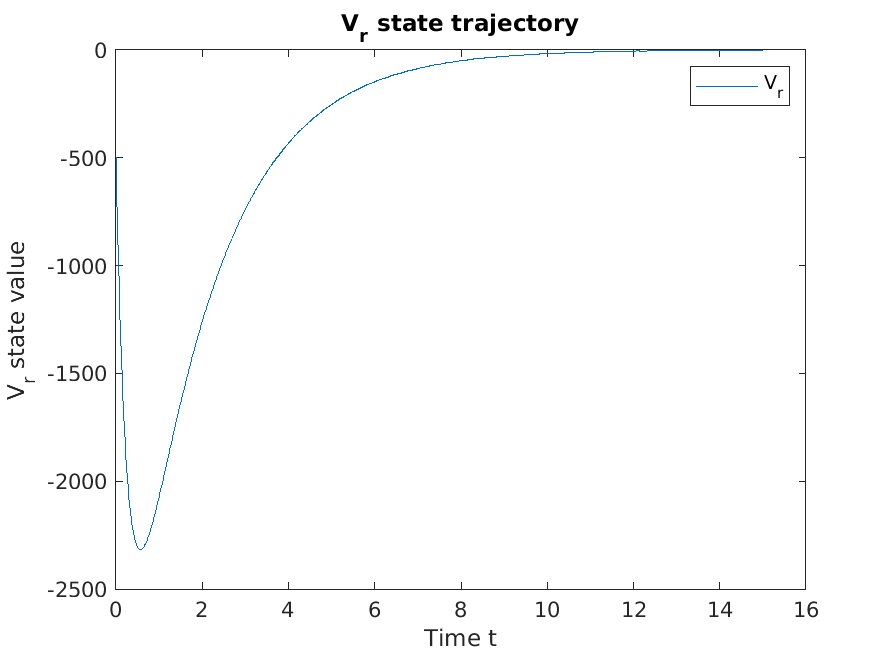 V_r state trajectory
V_r
0
-500
-1000
-1500
-2000
-2500
V_r state value
0 2 4 6 8 10 12 14 16
Time t